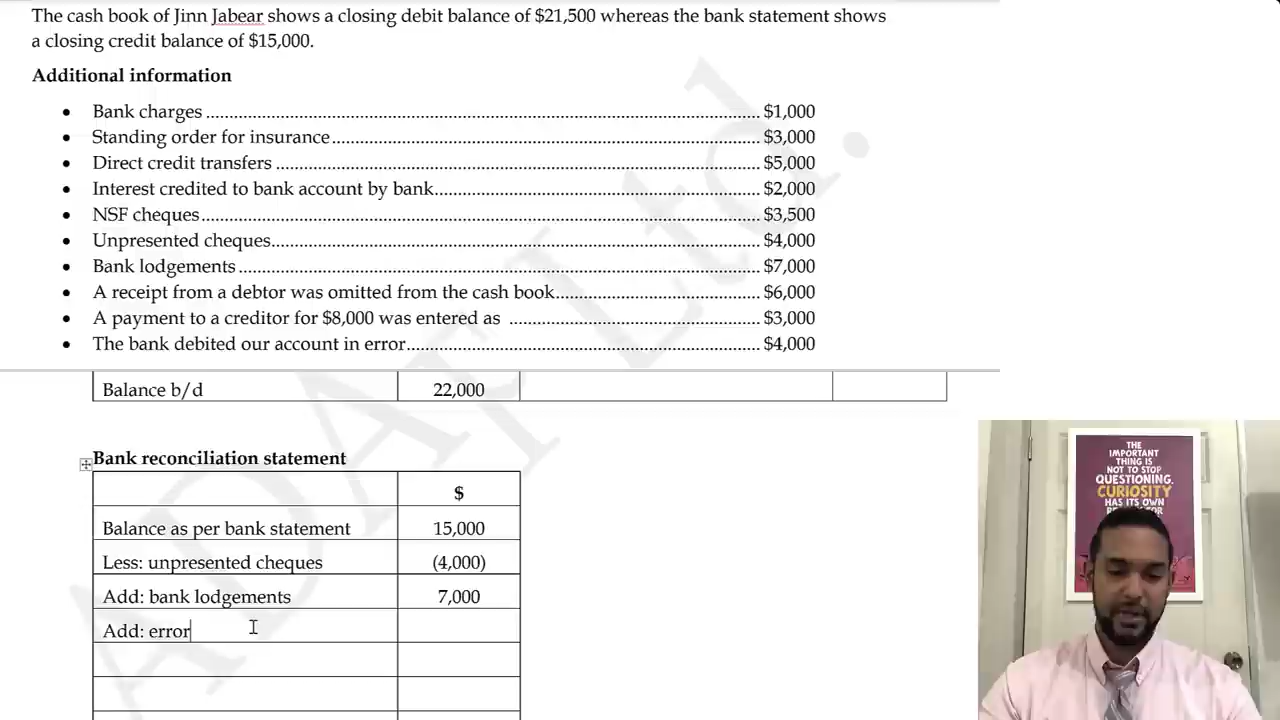 The cash book of Jinn Jabear shows a closing debit balance of $21,500 whereas the bank statement shows
a closing credit balance of $15,000.
Additional information
• Bank charges ........ $1,000
• Standing order for insurance ........ $3,000
• Direct credit transfers ........ $5,000
• Interest credited to bank account by bank ........ $2,000
• NSF cheques ........ $3,500
• Unpresented cheques ........ $4,000
• Bank lodgements ........ $7,000
• A receipt from a debtor was omitted from the cash book ........ $6,000
• A payment to a creditor for $8,000 was entered as ........ $3,000
• The bank debited our account in error ........ $4,000
Balance b/d 22,000
Bank reconciliation statement
$
Balance as per bank statement 15,000
Less: unpresented cheques (4,000)
Add: bank lodgements 7,000
Add: error
ADAF Ltd.
THE
IMPORTANT
THING IS
NOT TO STOP
QUESTIONING.
CURIOSITY
HAS ITS OWN